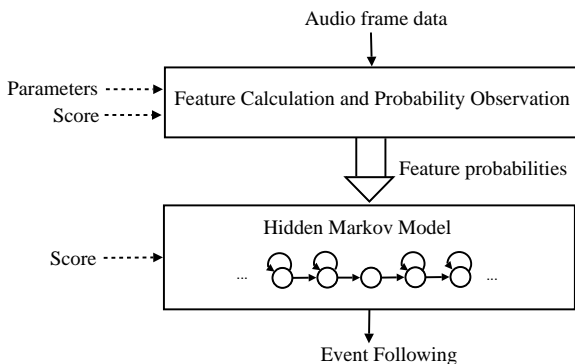 Audio frame data
Parameters
Score
Feature Calculation and Probability Observation
Feature probabilities
Hidden Markov Model
Score
... ...
Event Following